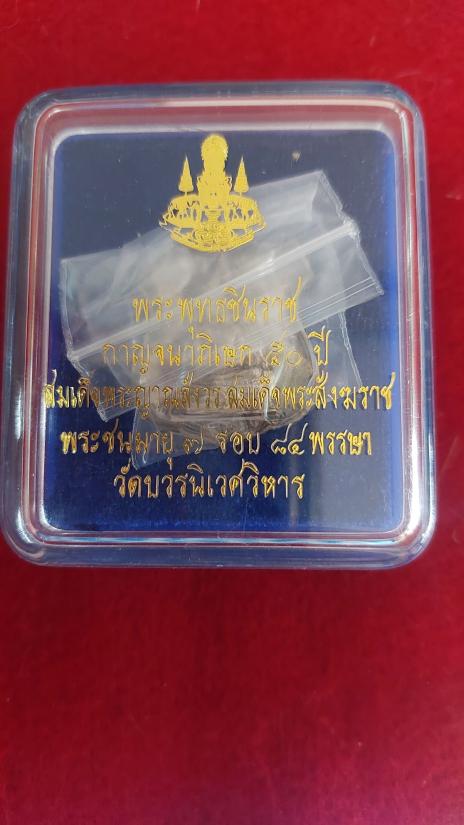 พระพุทธชินราช
กาญจนาภิเษก ๕๐ ปี
สมเด็จพระญาณสังวร สมเด็จพระสังฆราช
พระชนมายุ ๗ รอบ ๘๔ พรรษา
วัดบวรนิเวศวิหาร